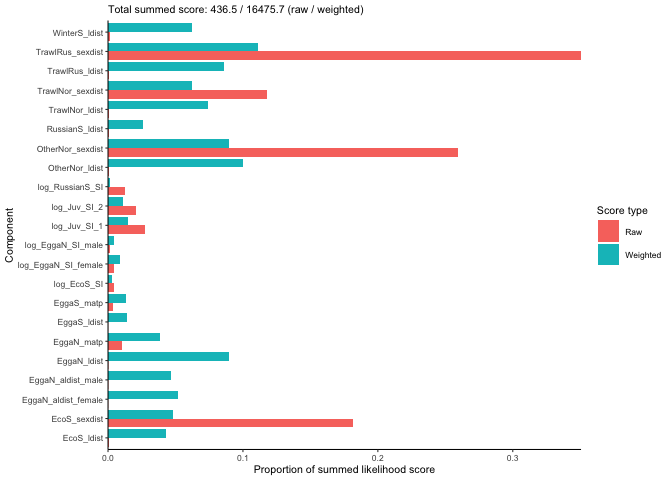 Total summed score: 436.5 / 16475.7 (raw / weighted)
WinterS_ldist
TrawlRus_sexdist
TrawlRus_ldist
TrawlNor_sexdist
TrawlNor_ldist
RussianS_ldist
OtherNor_sexdist
OtherNor_ldist
log_RussianS_SI
log_Juv_SI_2
log_Juv_SI_1
log_EggaN_SI_male
log_EggaN_SI_female
log_EcoS_SI
EggaS_matp
EggaS_ldist
EggaN_matp
EggaN_ldist
EggaN_aldist_male
EggaN_aldist_female
EcoS_sexdist
EcoS_ldist
Component
0.0 0.1 0.2 0.3
Proportion of summed likelihood score
Score type
Raw
Weighted